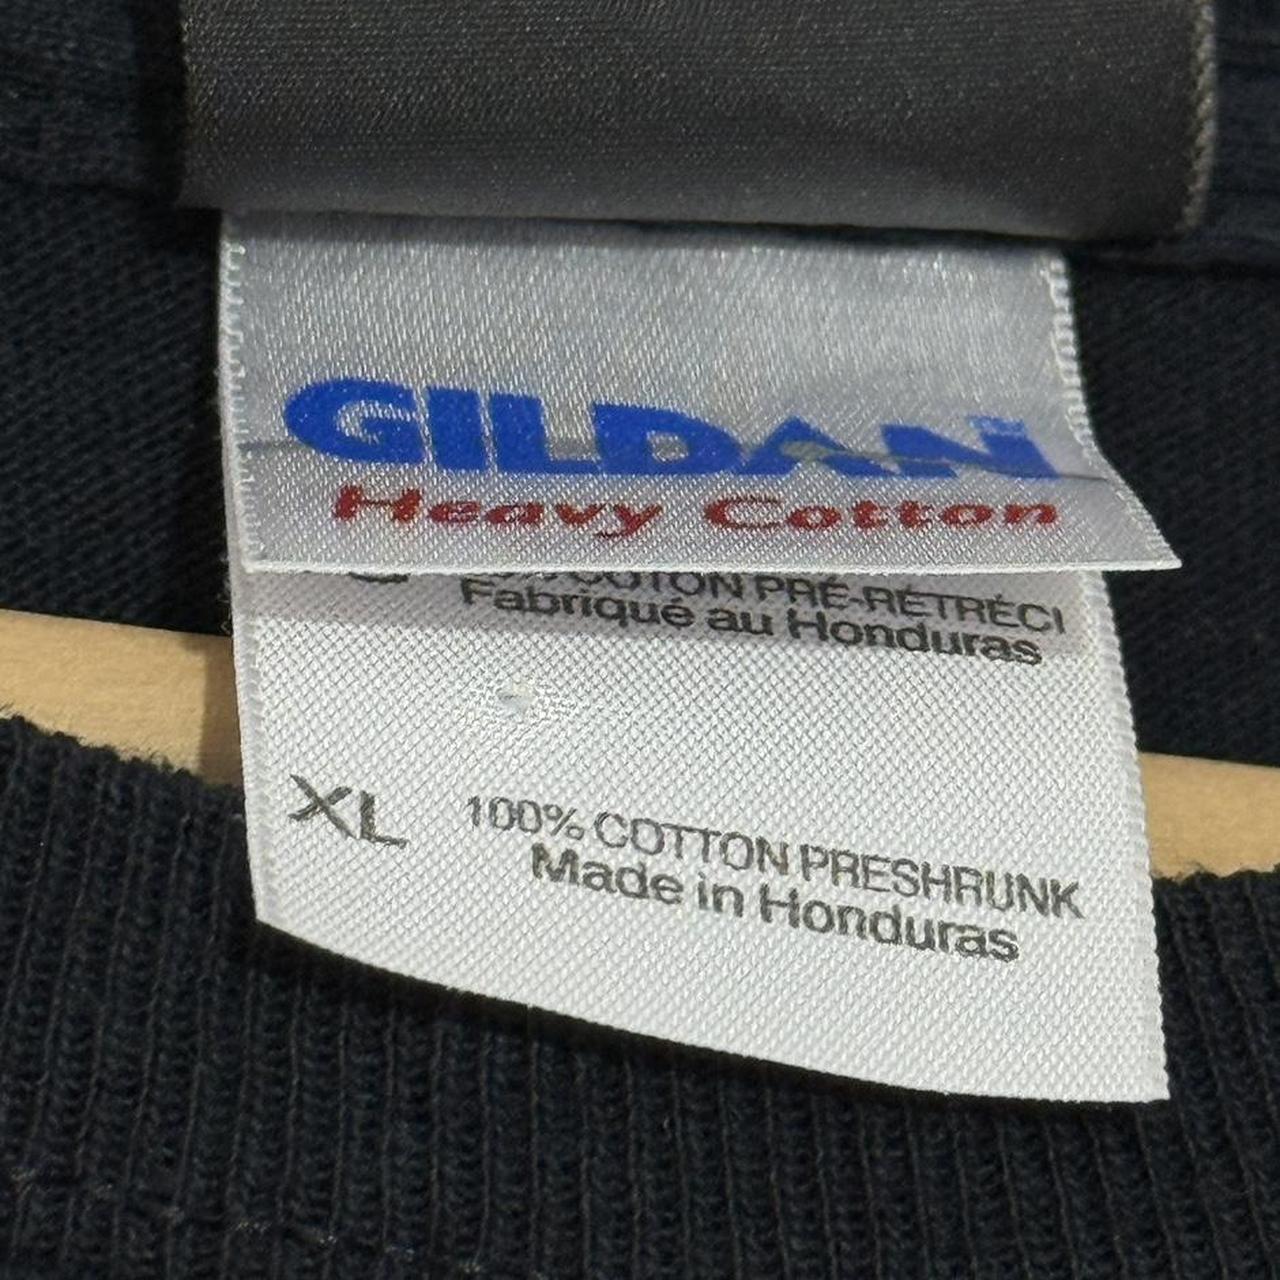 GILDAN
Heavy Cotton
COTON PRÉ-RÉTRÉCI
Fabriqué au Honduras
XL 100% COTTON PRESHRUNK
Made in Honduras